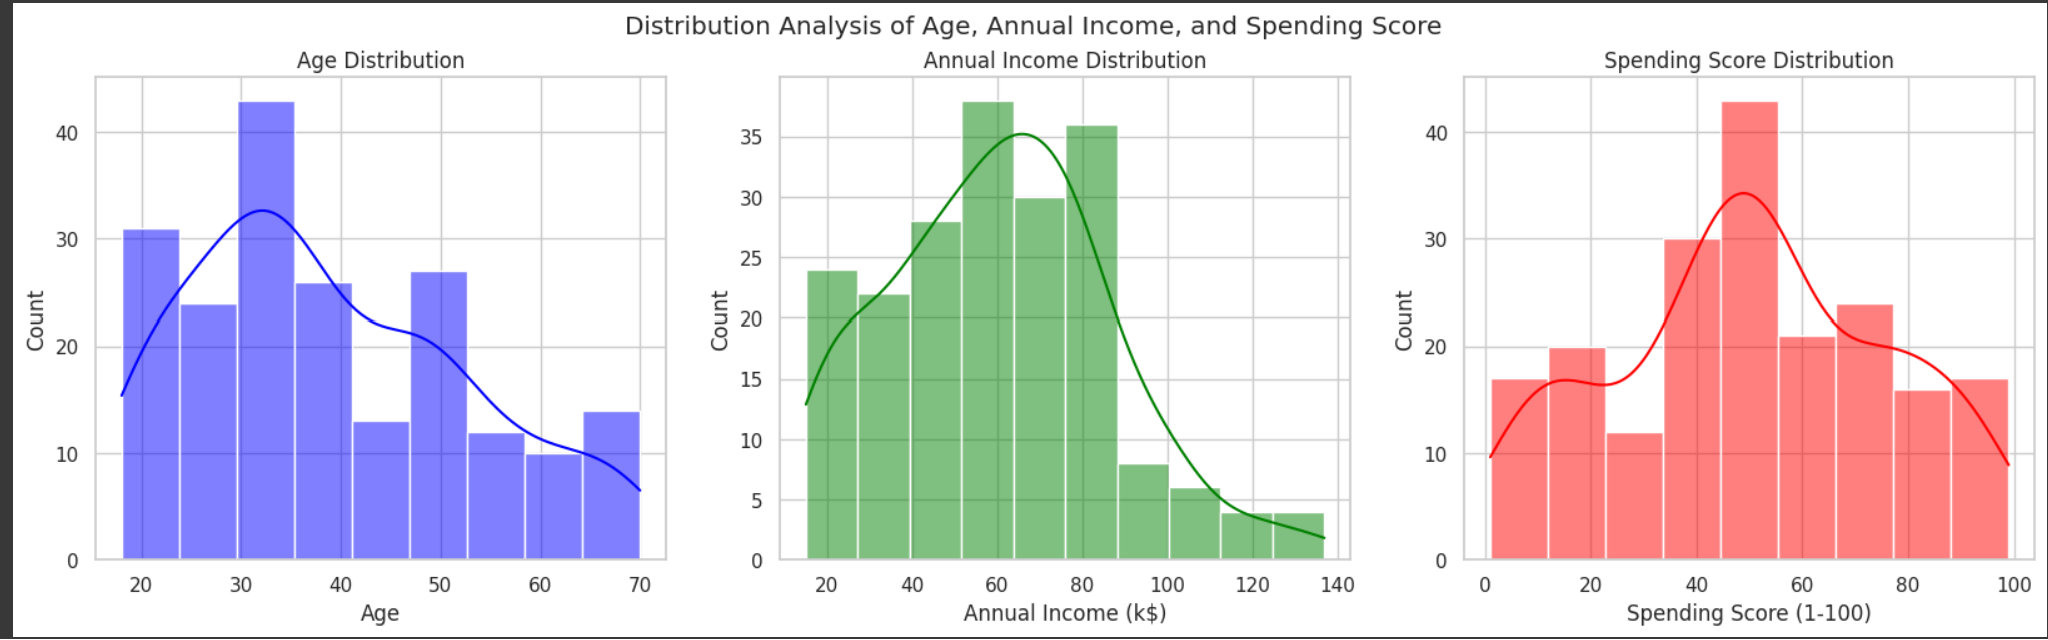 Distribution Analysis of Age, Annual Income, and Spending Score
Age Distribution
40
30
20
10
0
Count
20 30 40 50 60 70
Age
Annual Income Distribution
35
30
25
20
15
10
5
0
Count
20 40 60 80 100 120 140
Annual Income (k$)
Spending Score Distribution
40
30
20
10
0
Count
0 20 40 60 80 100
Spending Score (1-100)